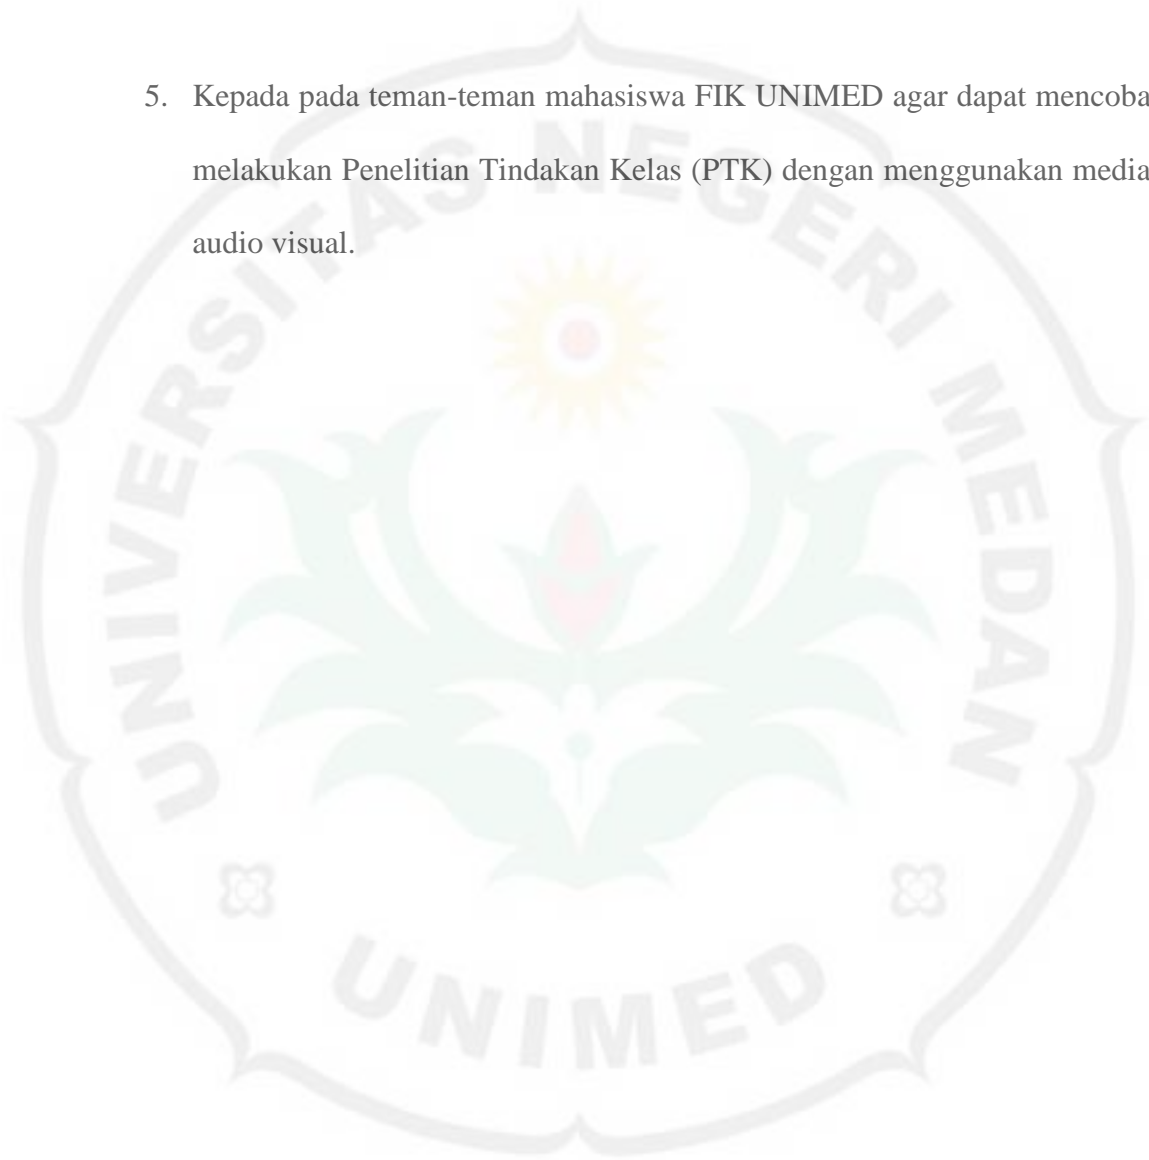 5. Kepada pada teman-teman mahasiswa FIK UNIMED agar dapat mencoba
melakukan Penelitian Tindakan Kelas (PTK) dengan menggunakan media
audio visual.
UNIVERSITAS NEGERI MEDAN
UNIMED